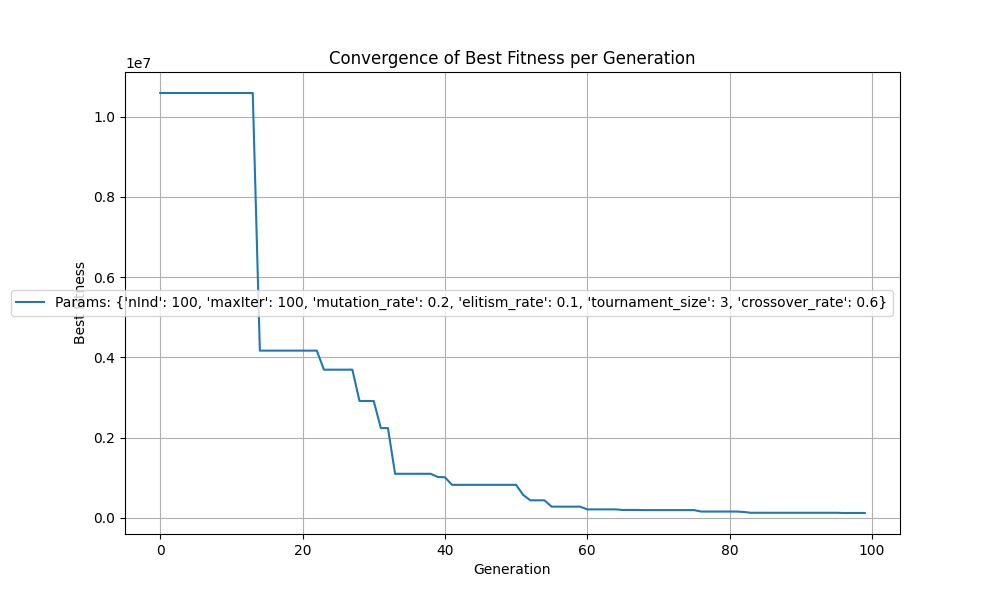 Convergence of Best Fitness per Generation
1e7
1.0
0.8
0.6
Params: {'nInd': 100, 'maxIter': 100, 'mutation_rate': 0.2, 'elitism_rate': 0.1, 'tournament_size': 3, 'crossover_rate': 0.6}
Best Fitness
0.4
0.2
0.0
0 20 40 60 80 100
Generation